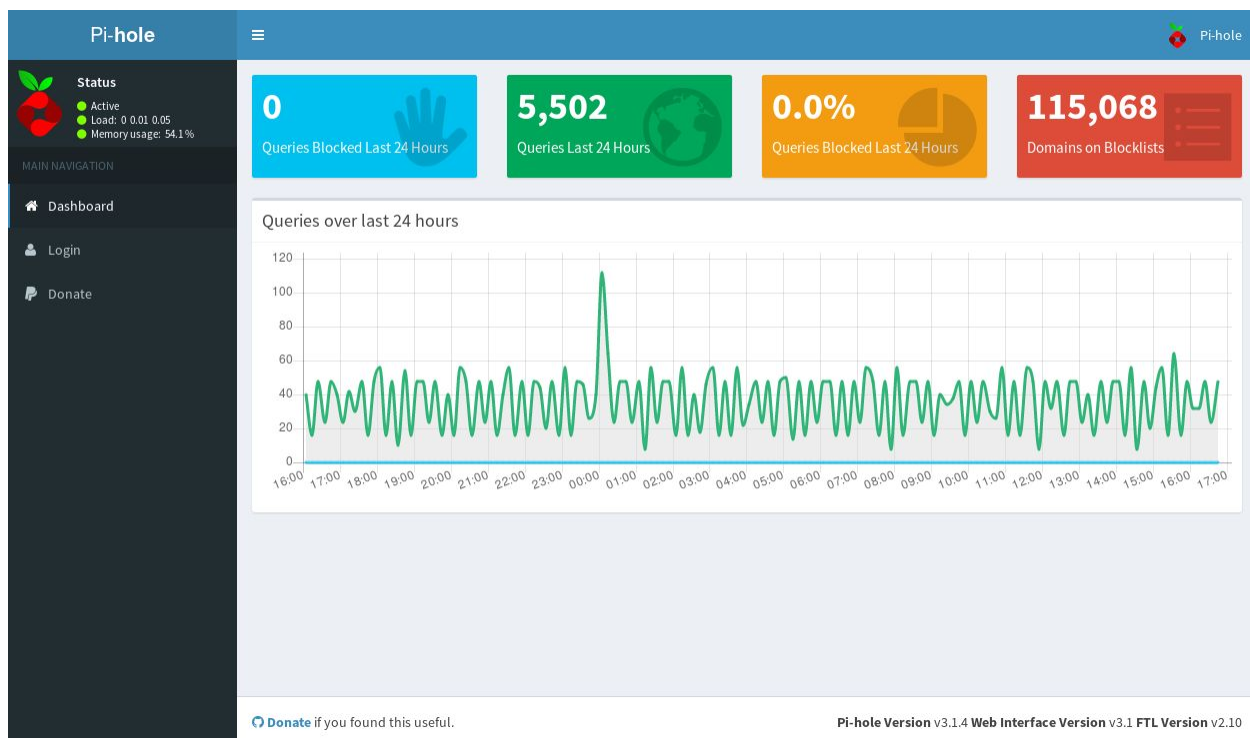 Pi-hole
Pi-hole
Status
Active
Load: 0 0.01 0.05
Memory usage: 54.1 %
MAIN NAVIGATION
Dashboard
Login
Donate
0
Queries Blocked Last 24 Hours
5,502
Queries Last 24 Hours
0.0%
Queries Blocked Last 24 Hours
115,068
Domains on Blocklists
Queries over last 24 hours
120
100
80
60
40
20
0
16:00 17:00 18:00 19:00 20:00 21:00 22:00 23:00 00:00 01:00 02:00 03:00 04:00 05:00 06:00 07:00 08:00 09:00 10:00 11:00 12:00 13:00 14:00 15:00 16:00 17:00
Donate if you found this useful.
Pi-hole Version v3.1.4 Web Interface Version v3.1 FTL Version v2.10